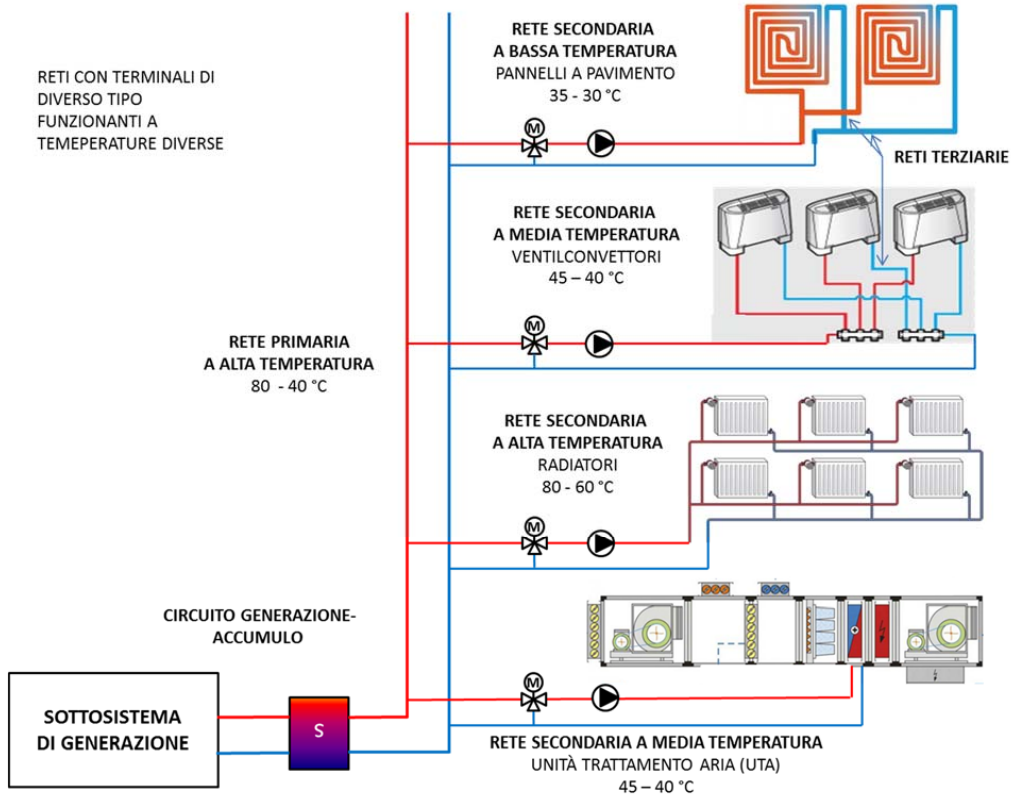 RETI CON TERMINALI DI
DIVERSO TIPO
FUNZIONANTI A
TEMEPERATURE DIVERSE
RETE SECONDARIA
A BASSA TEMPERATURA
PANNELLI A PAVIMENTO
35 - 30 °C
M
RETI TERZIARIE
RETE SECONDARIA
A MEDIA TEMPERATURA
VENTILCONVETTORI
45 – 40 °C
M
RETE PRIMARIA
A ALTA TEMPERATURA
80 - 40 °C
RETE SECONDARIA
A ALTA TEMPERATURA
RADIATORI
80 - 60 °C
M
CIRCUITO GENERAZIONE-
ACCUMULO
M
SOTTOSISTEMA
DI GENERAZIONE
S
RETE SECONDARIA A MEDIA TEMPERATURA
UNITÀ TRATTAMENTO ARIA (UTA)
45 – 40 °C